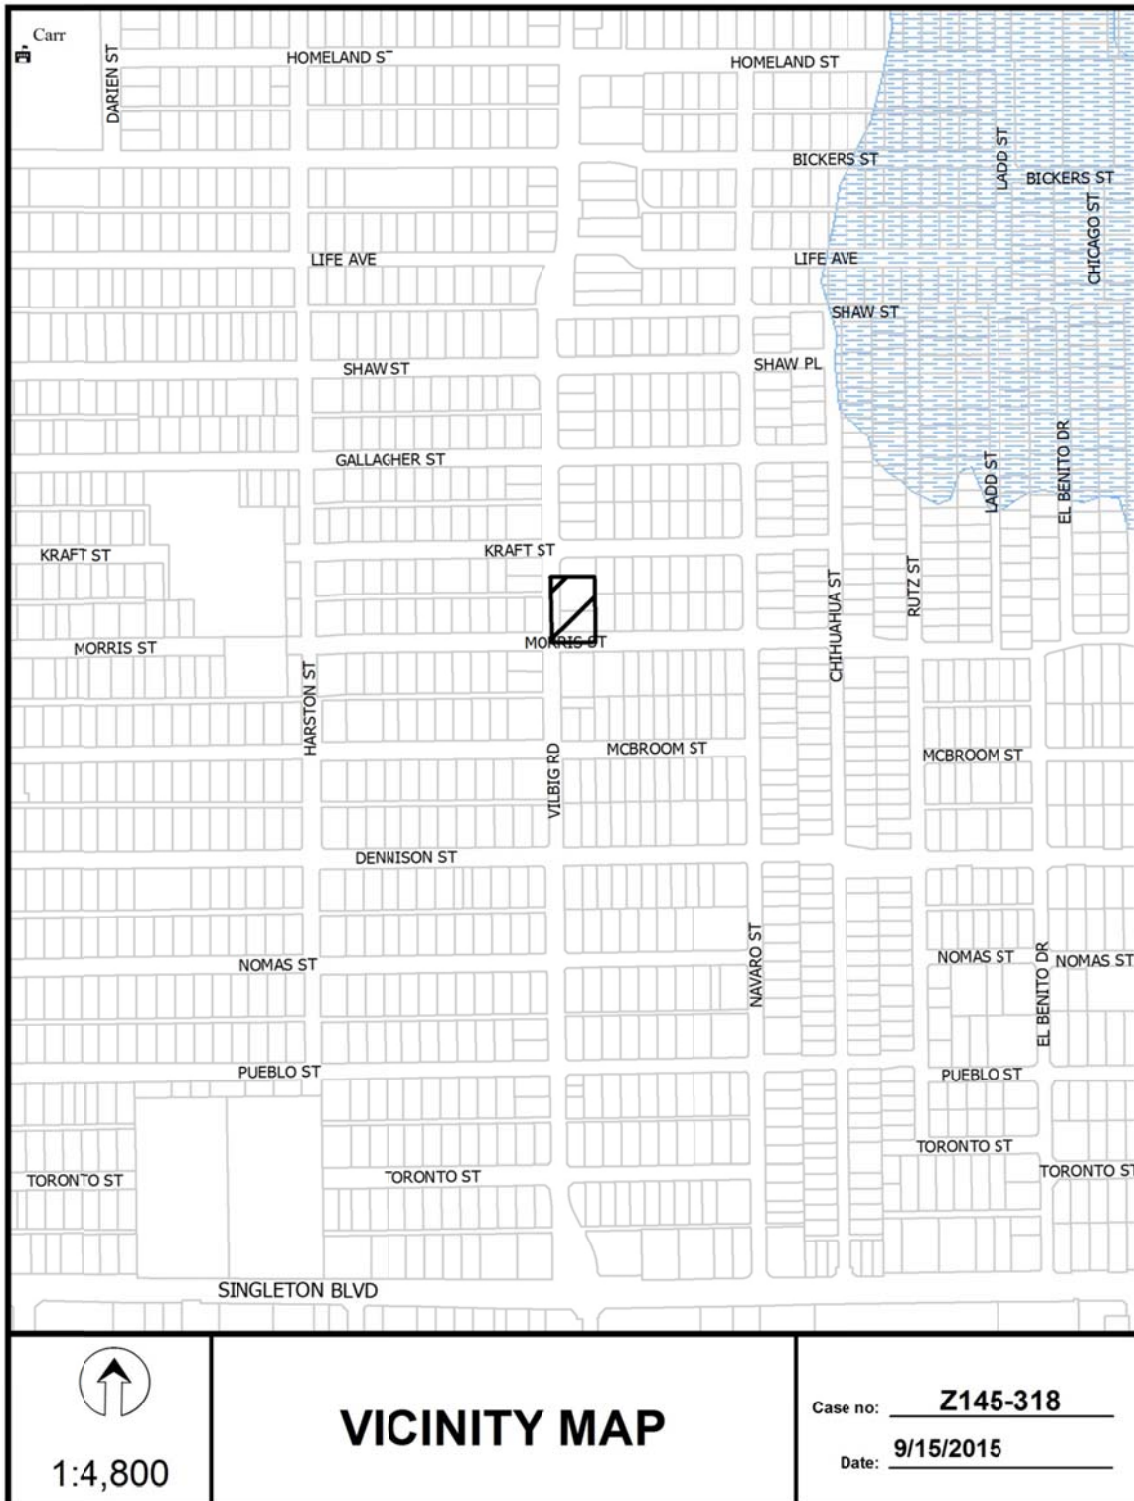 Carr
DARIEN ST
HOMELAND ST
HOMELAND ST
BICKERS ST
LADD ST
BICKERS ST
CHICAGO ST
LIFE AVE
LIFE AVE
SHAW ST
SHAW ST
SHAW PL
GALLAGHER ST
LADD ST
EL BENITO DR
KRAFT ST
KRAFT ST
CHIHUAHUA ST
RUTZ ST
MORRIS ST
MORRIS ST
HARSTON ST
VILBIG RD
MCBROOM ST
MCBROOM ST
DENNISON ST
NAVARO ST
NOMAS ST
NOMAS ST
NOMAS ST
EL BENITO DR
PUEBLO ST
PUEBLO ST
TORONTO ST
TORONTO ST
TORONTO ST
TORONTO ST
SINGLETON BLVD
1:4,800
VICINITY MAP
Case no: Z145-318
Date: 9/15/2015